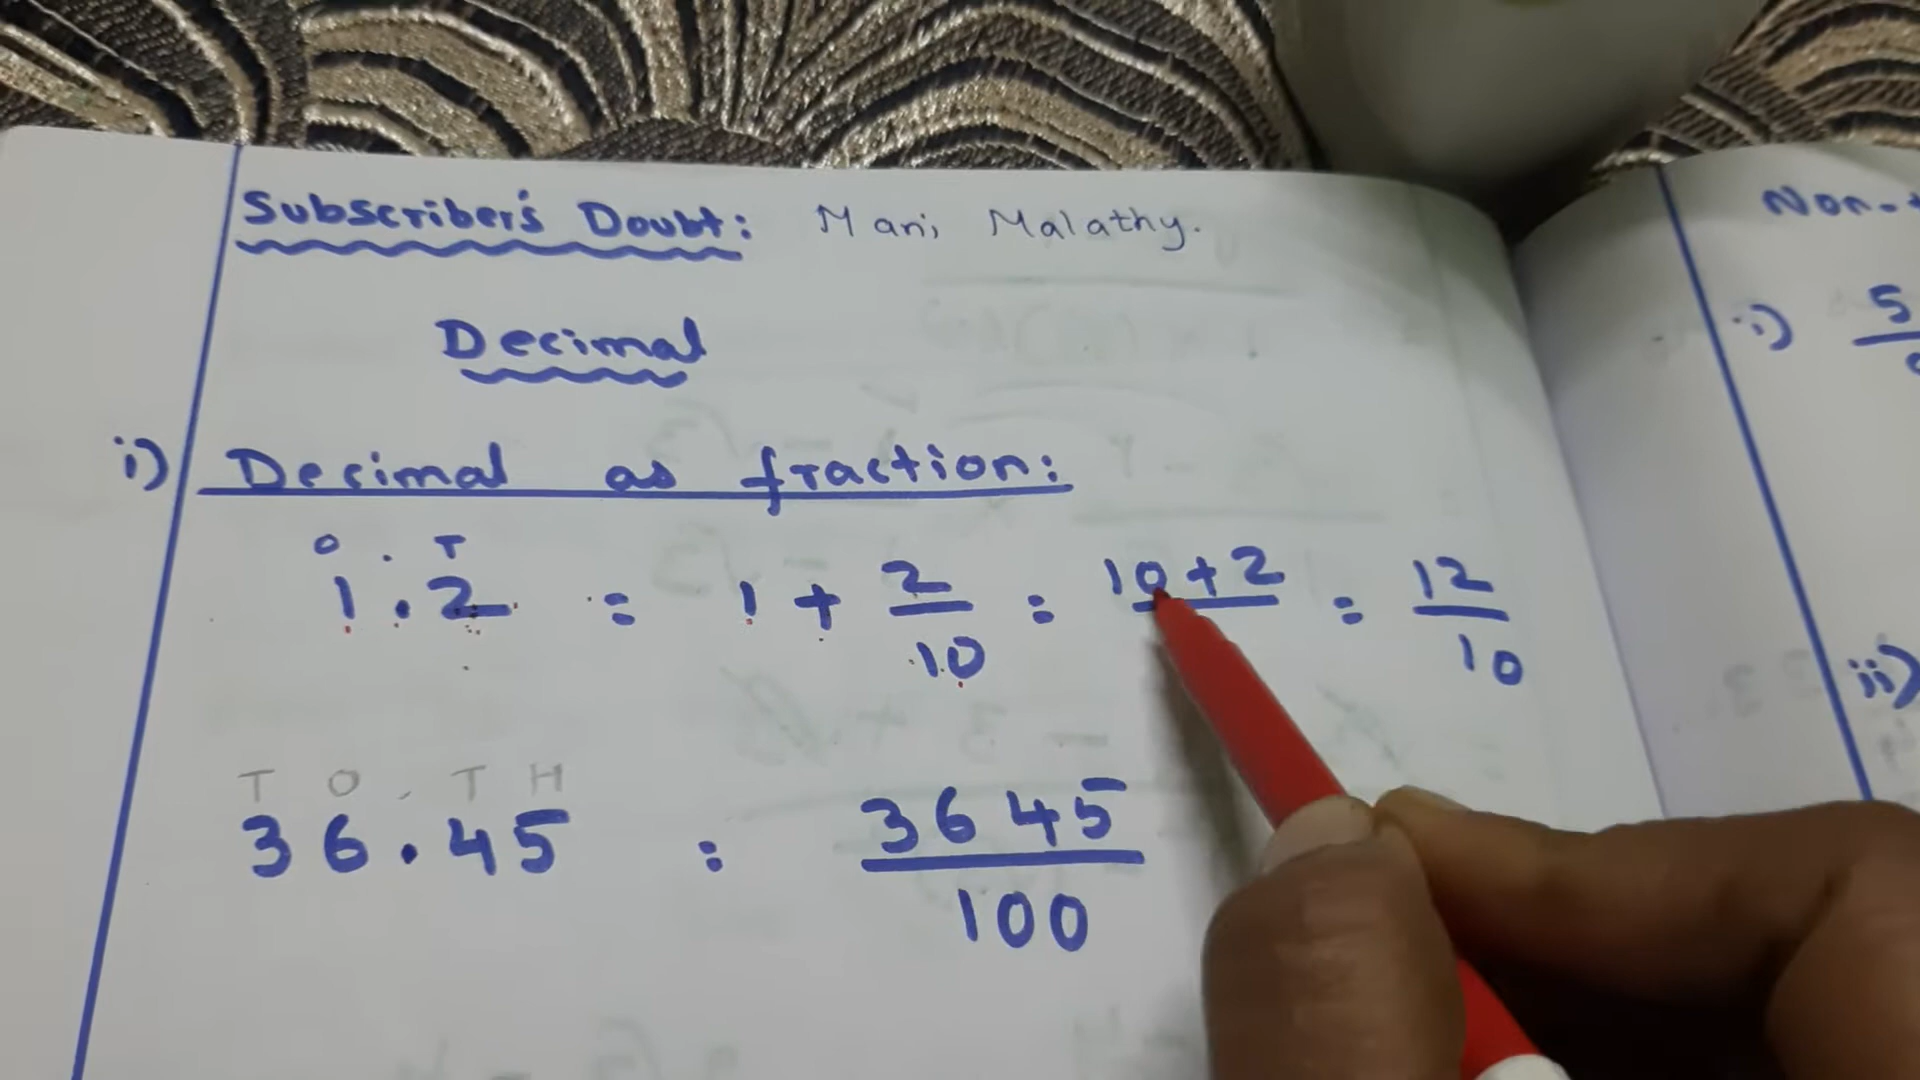 Subscriber's Doubt: Mani, Malathy.
Decimal
i) Decimal as fraction:
O . T
1.2 = 1 + 2/10 = 10+2 = 12/10
T O . T H
36.45 = 3645/100
Non-
i) 5
ii)